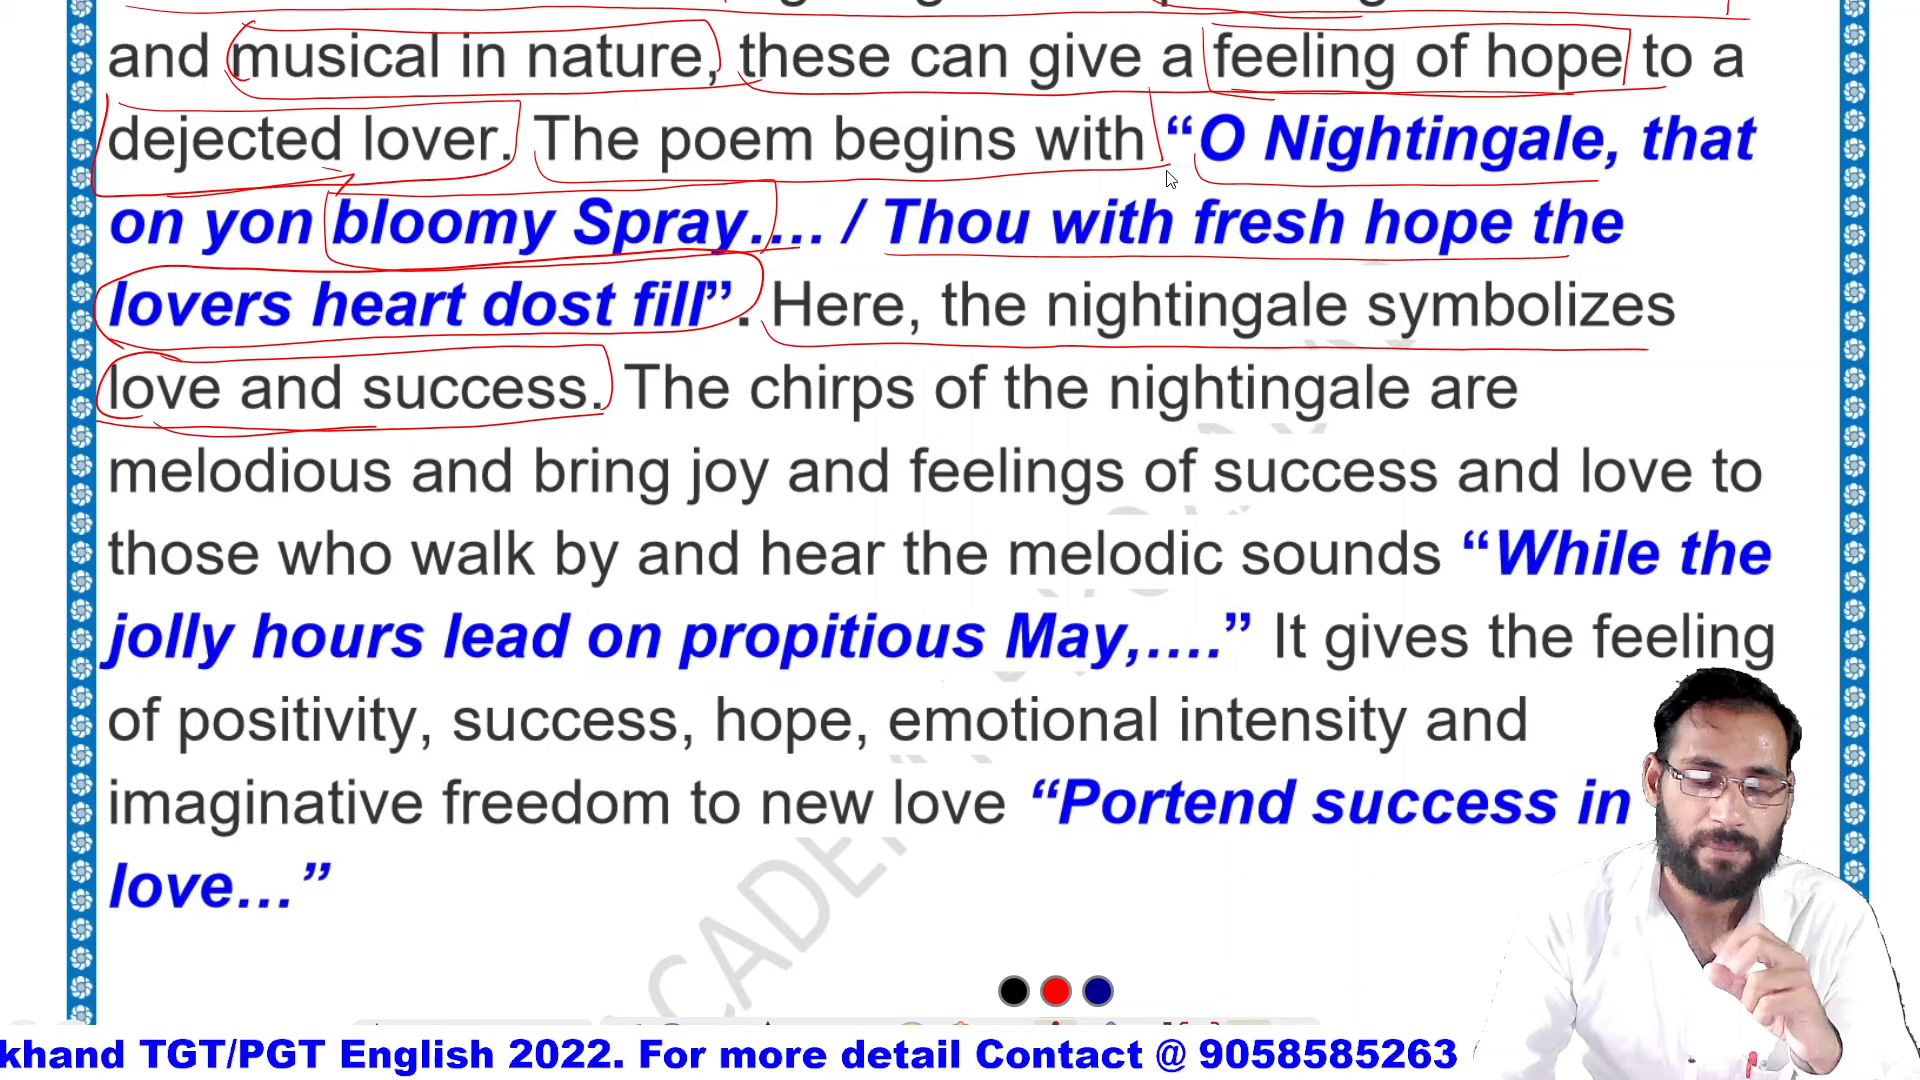 and musical in nature, these can give a feeling of hope to a
dejected lover. The poem begins with “O Nightingale, that
on yon bloomy Spray.... / Thou with fresh hope the
lovers heart dost fill”. Here, the nightingale symbolizes
love and success. The chirps of the nightingale are
melodious and bring joy and feelings of success and love to
those who walk by and hear the melodic sounds “While the
jolly hours lead on propitious May,....” It gives the feeling
of positivity, success, hope, emotional intensity and
imaginative freedom to new love “Portend success in
love...”
khand TGT/PGT English 2022. For more detail Contact @ 9058585263